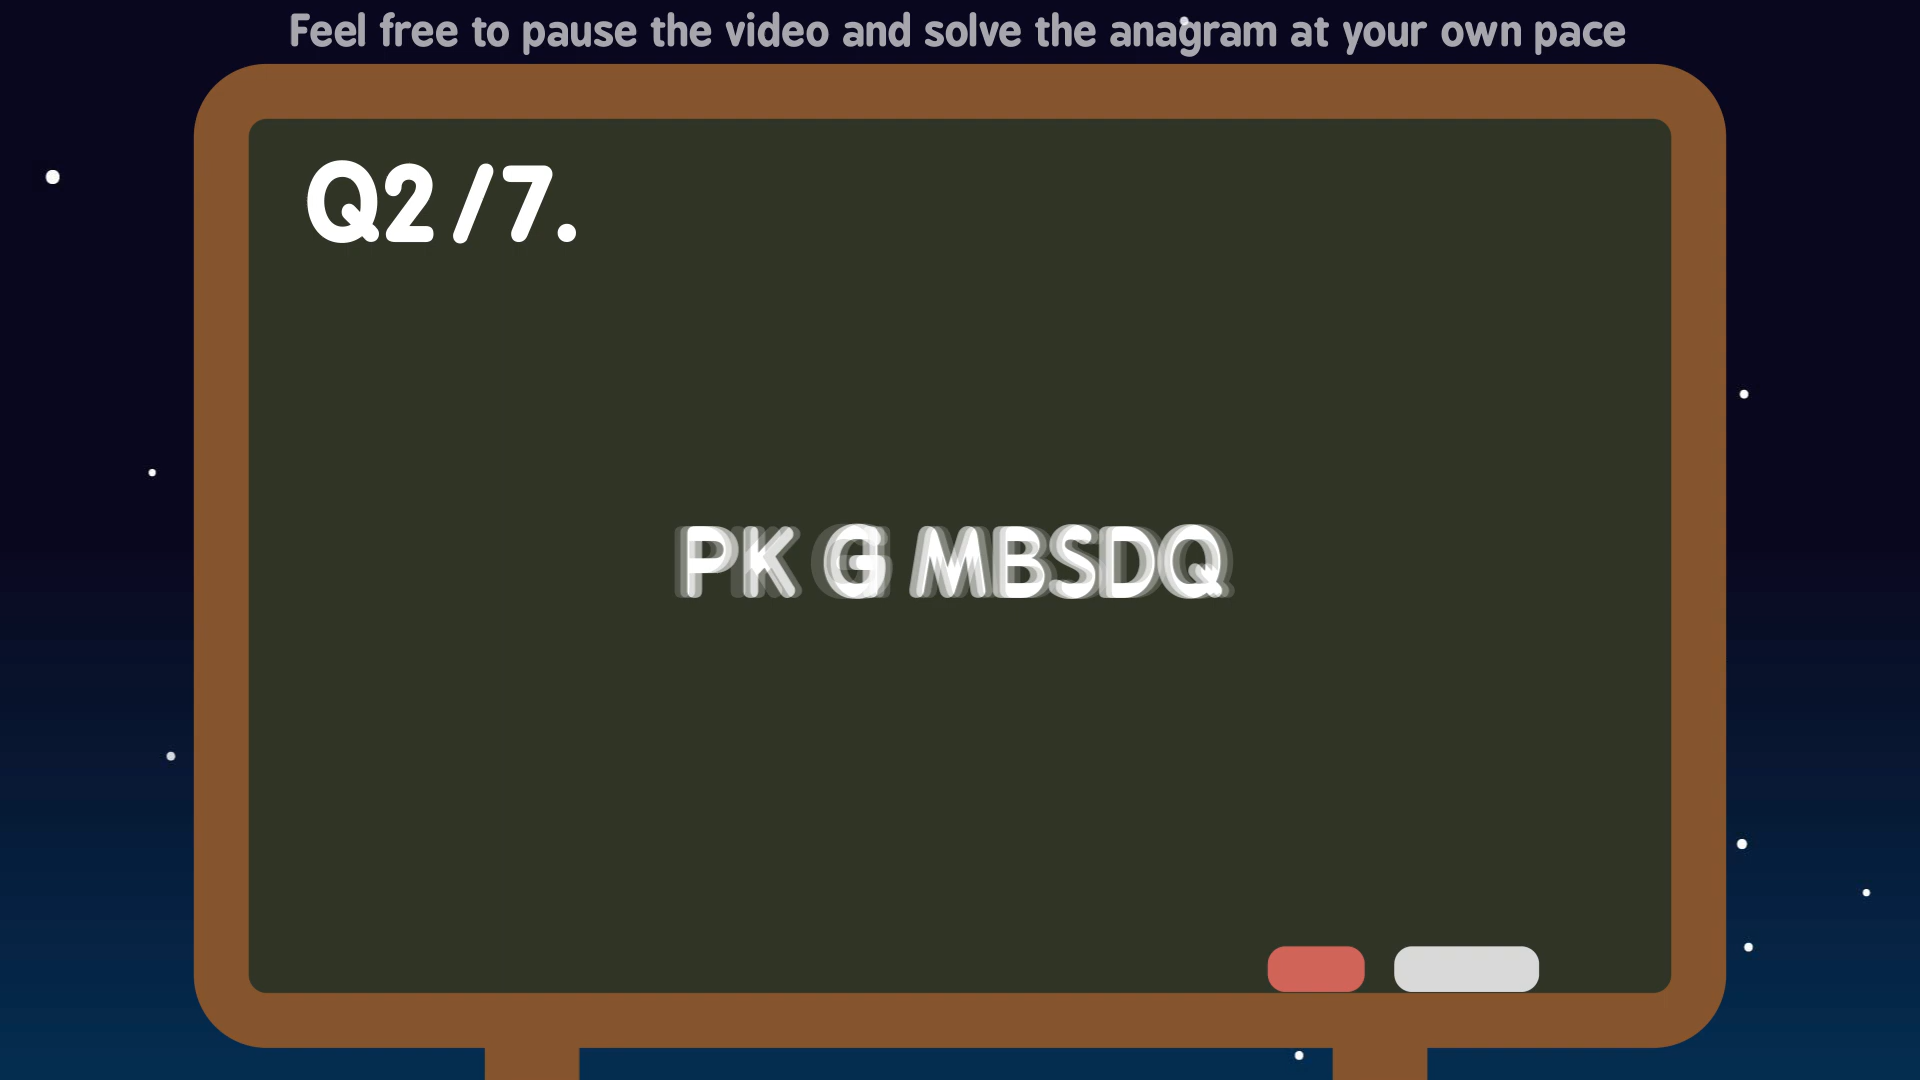 Feel free to pause the video and solve the anagram at your own pace
Q2/7.
PK G MBSDQ